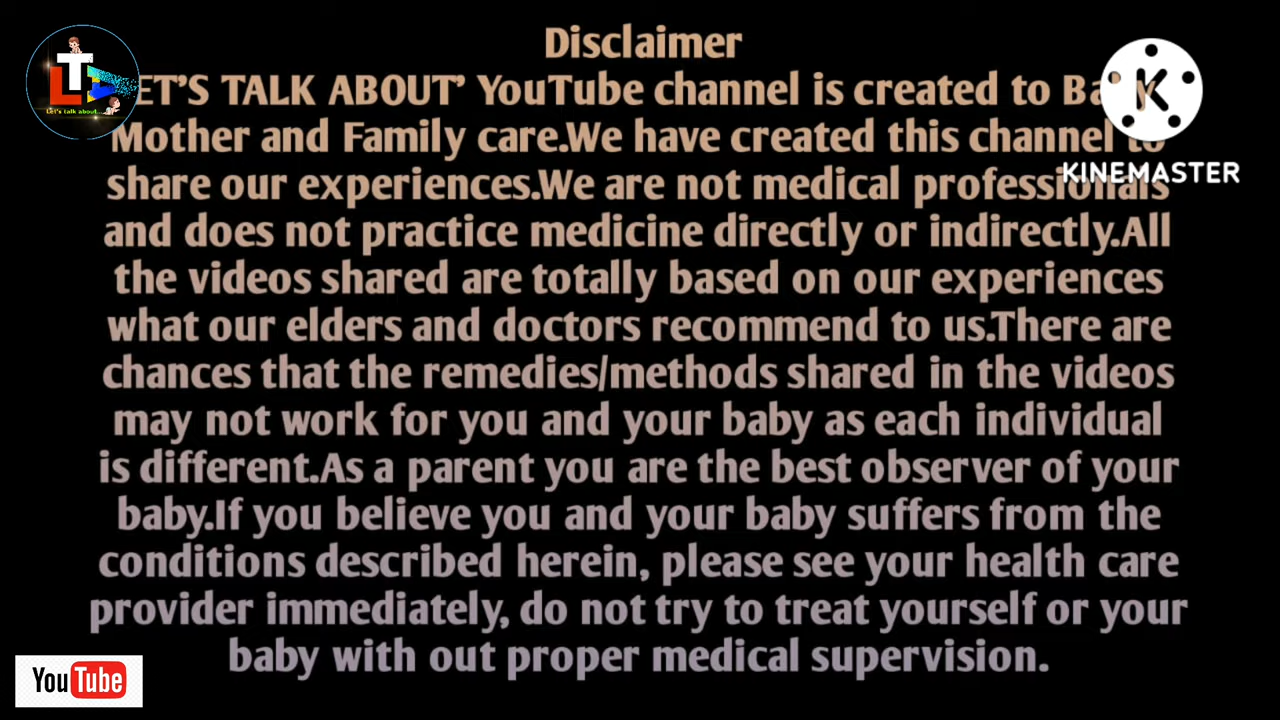 Disclaimer
ET'S TALK ABOUT' YouTube channel is created to
Mother and Family care.We have created this channel to
share our experiences.We are not medical professionals
and does not practice medicine directly or indirectly.All
the videos shared are totally based on our experiences
what our elders and doctors recommend to us.There are
chances that the remedies/methods shared in the videos
may not work for you and your baby as each individual
is different.As a parent you are the best observer of your
baby.If you believe you and your baby suffers from the
conditions described herein, please see your health care
provider immediately, do not try to treat yourself or your
baby with out proper medical supervision.
LT
Let's talk about...
K
KINEMASTER
YouTube